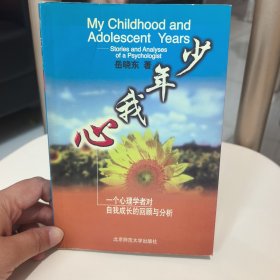 My Childhood and
Adolescent Years
——Stories and Analyses
of a Psychologist
岳晓东 著
少年我心
一个心理学者对
自我成长的回顾与分析
北京师范大学出版社